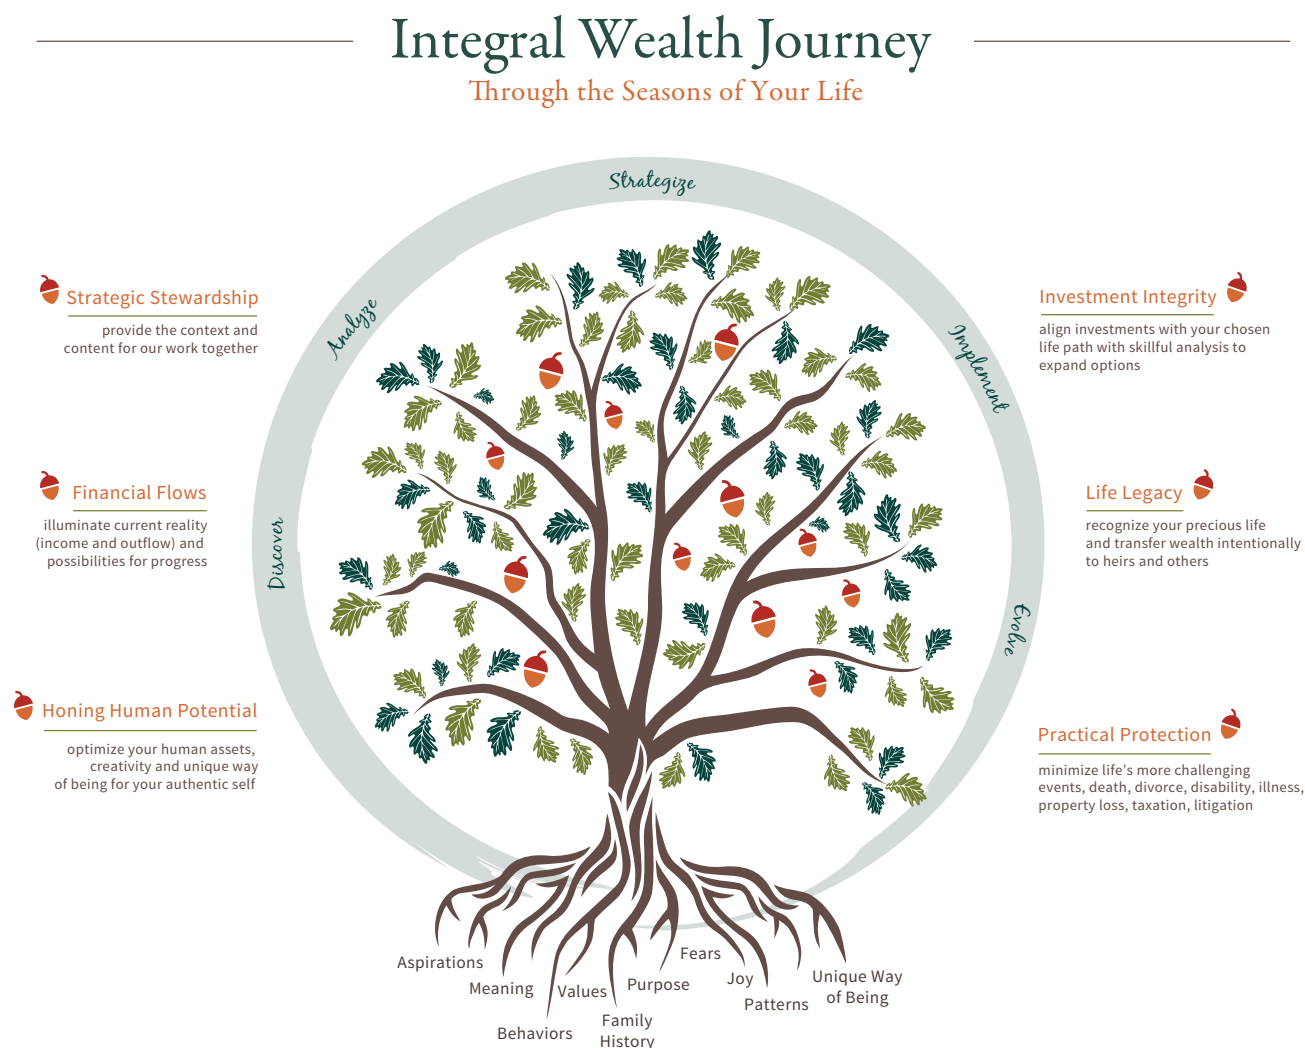 Integral Wealth Journey
Through the Seasons of Your Life
Strategize
Analyze
Implement
Discover
Evolve
Strategic Stewardship
provide the context and
content for our work together
Financial Flows
illuminate current reality
(income and outflow) and
possibilities for progress
Honing Human Potential
optimize your human assets,
creativity and unique way
of being for your authentic self
Investment Integrity
align investments with your chosen
life path with skillful analysis to
expand options
Life Legacy
recognize your precious life
and transfer wealth intentionally
to heirs and others
Practical Protection
minimize life's more challenging
events, death, divorce, disability, illness,
property loss, taxation, litigation
Aspirations
Meaning
Behaviors
Values
Family
History
Purpose
Fears
Joy
Patterns
Unique Way
of Being